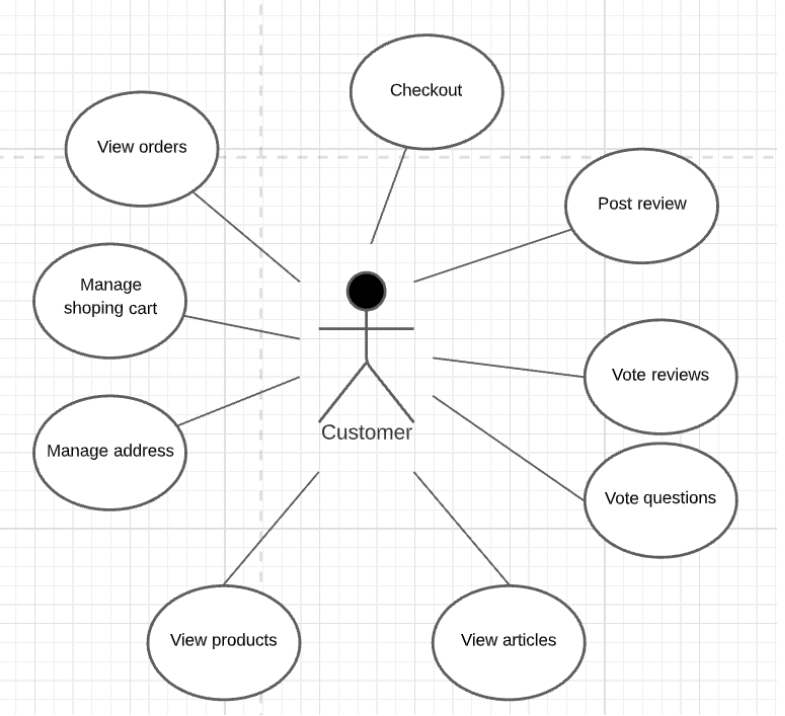 Checkout
View orders
Post review
Manage
shoping cart
Vote reviews
Customer
Manage address
Vote questions
View products
View articles